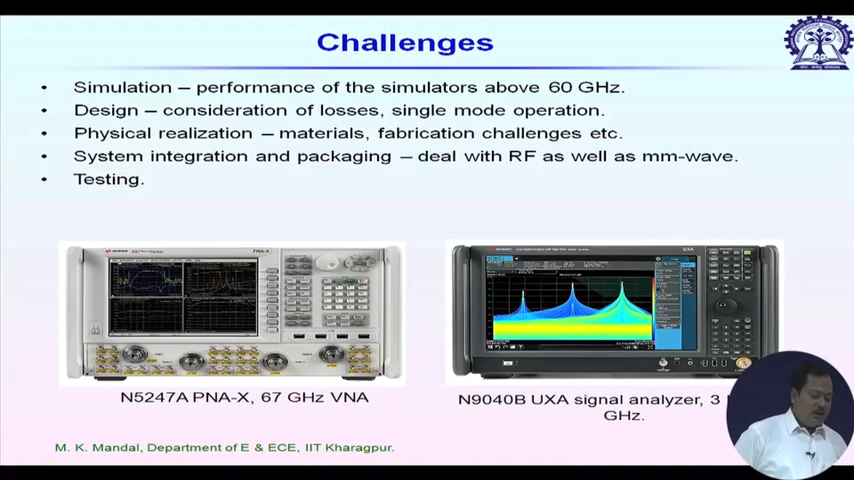 Challenges
• Simulation – performance of the simulators above 60 GHz.
• Design – consideration of losses, single mode operation.
• Physical realization – materials, fabrication challenges etc.
• System integration and packaging – deal with RF as well as mm-wave.
• Testing.
PNA-X
UXA
N5247A PNA-X, 67 GHz VNA
N9040B UXA signal analyzer, 3
GHz.
M. K. Mandal, Department of E & ECE, IIT Kharagpur.